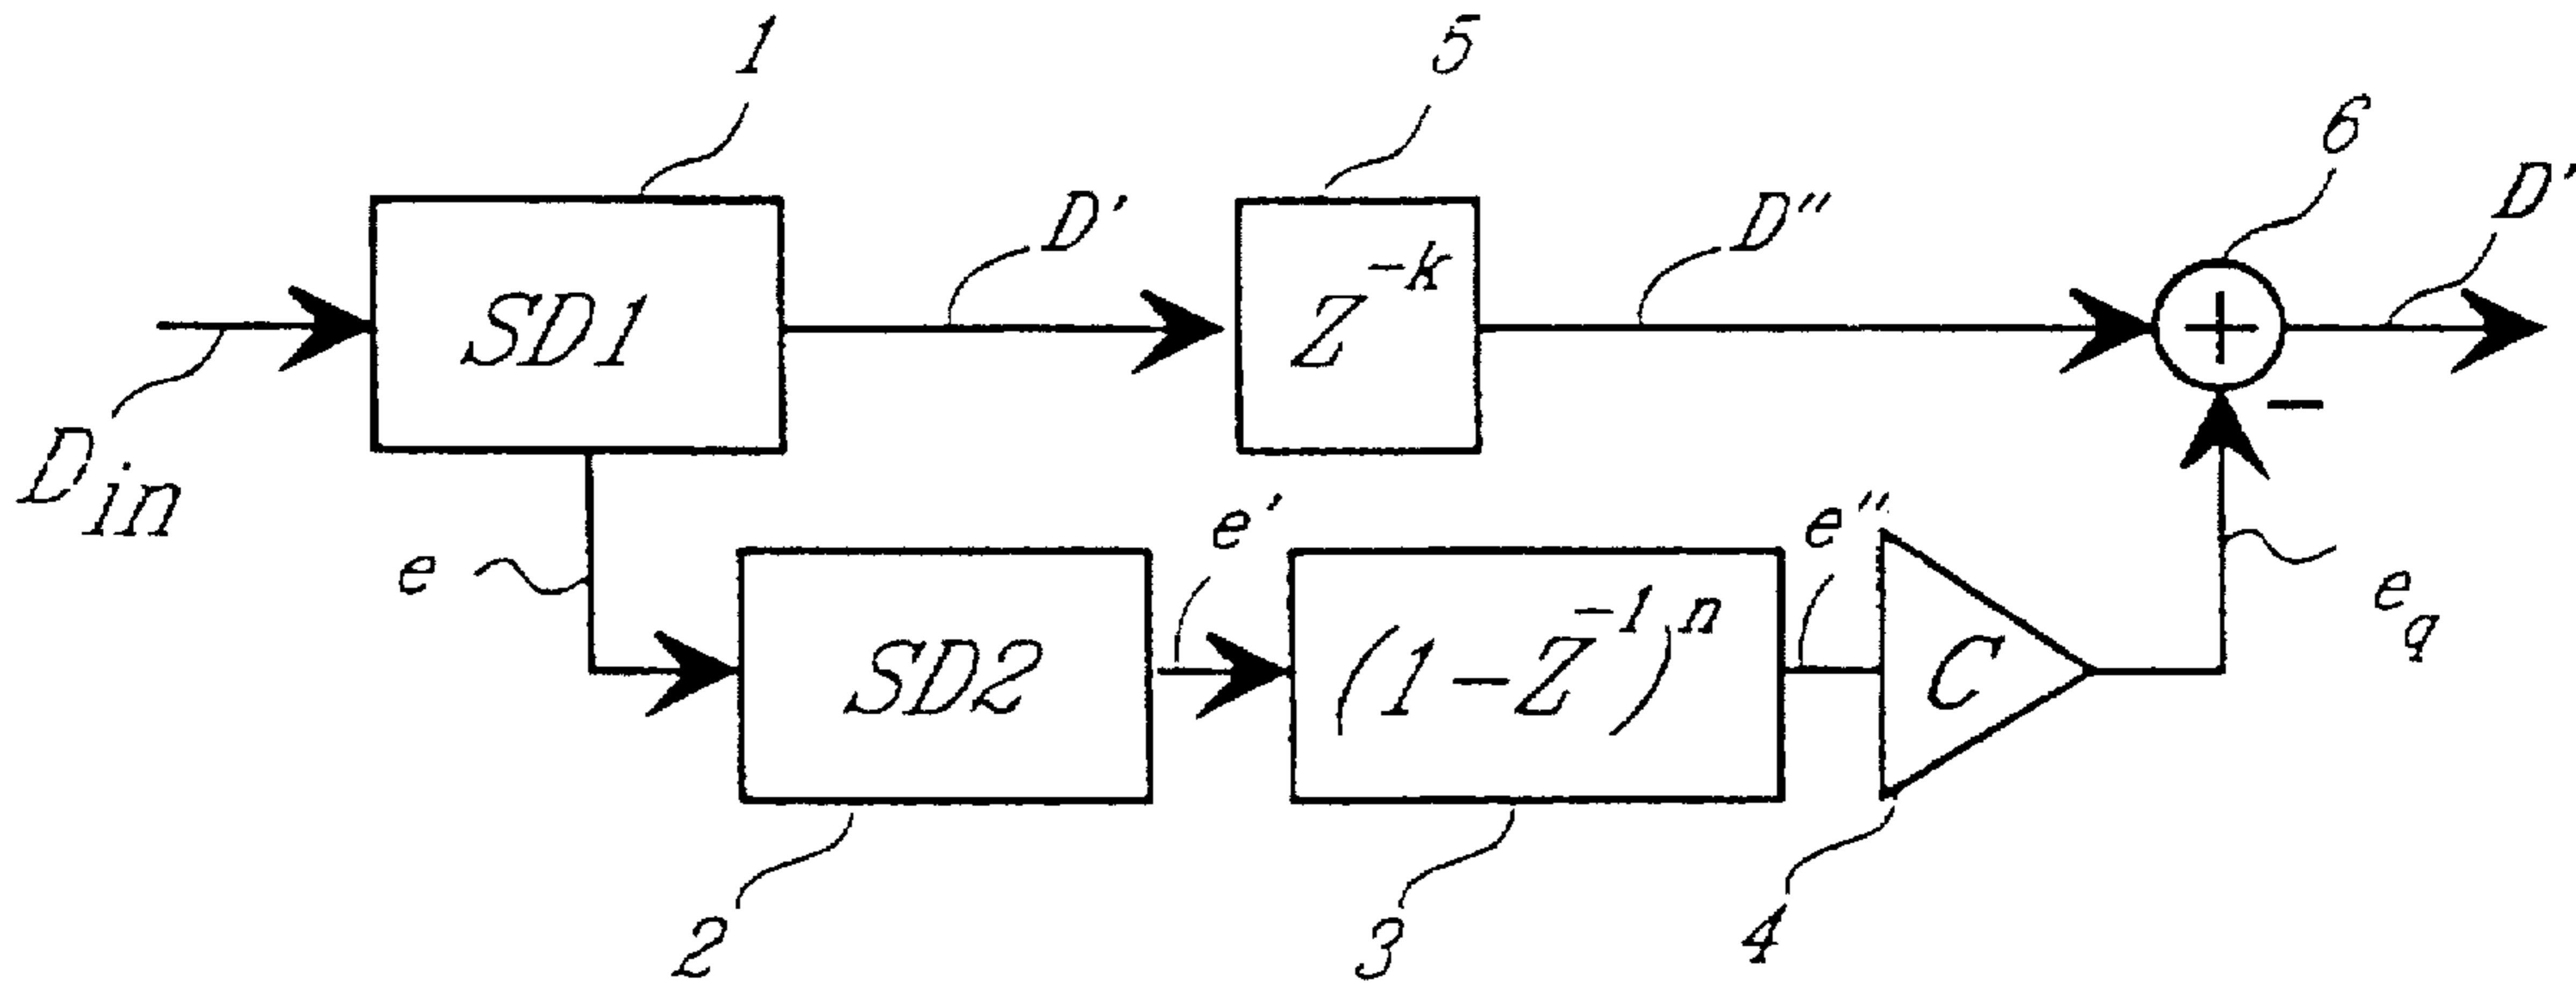 1
5
6
D'
D''
D'
SD1
Z^-k
+
−
D_in
e
e'
e''
e_q
SD2
(1-Z^-1)^n
C
2
3
4